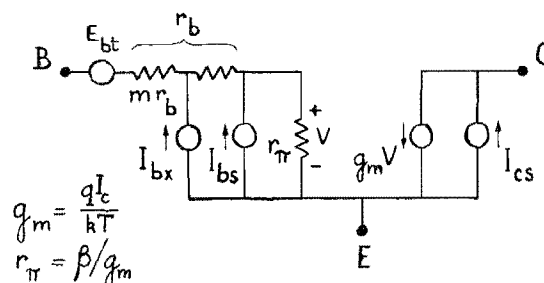 r_b
E_bt
B
C
m r_b
+
V
-
r_π
I_bx
I_bs
g_m V
I_cs
g_m = qI_c / kT
r_π = β/g_m
E